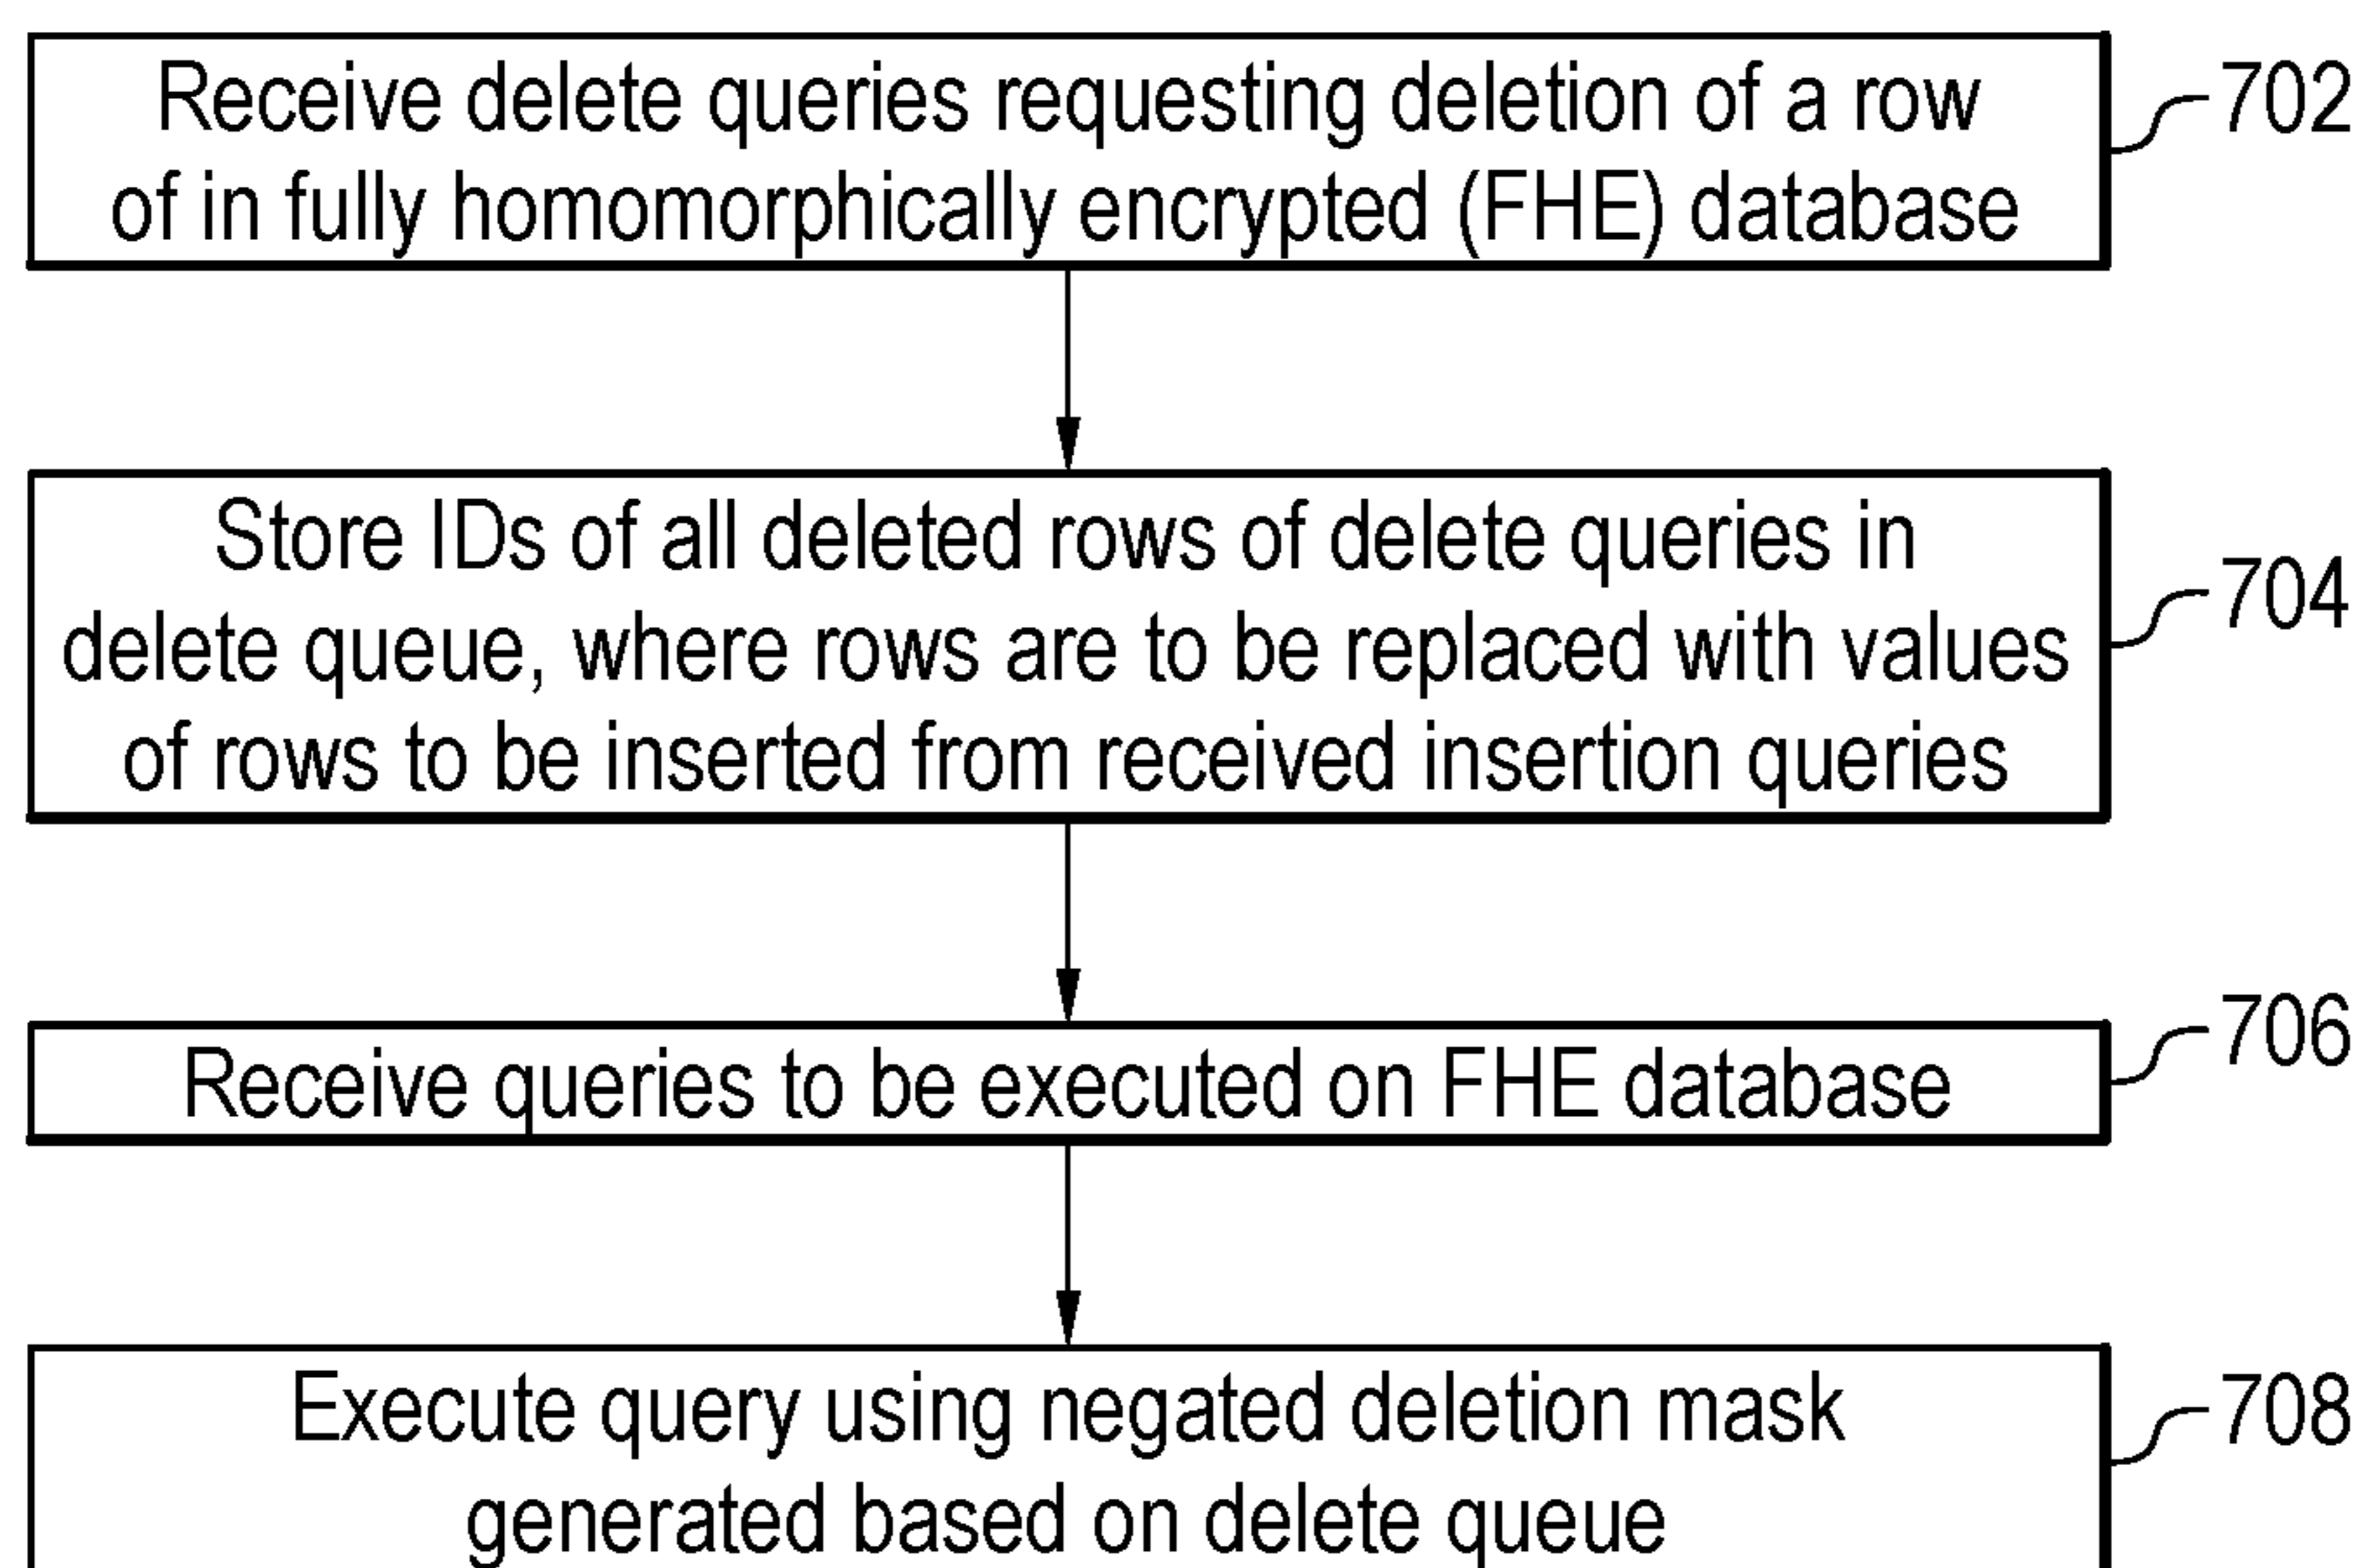 Receive delete queries requesting deletion of a row
of in fully homomorphically encrypted (FHE) database
702
Store IDs of all deleted rows of delete queries in
delete queue, where rows are to be replaced with values
of rows to be inserted from received insertion queries
704
Receive queries to be executed on FHE database
706
Execute query using negated deletion mask
generated based on delete queue
708